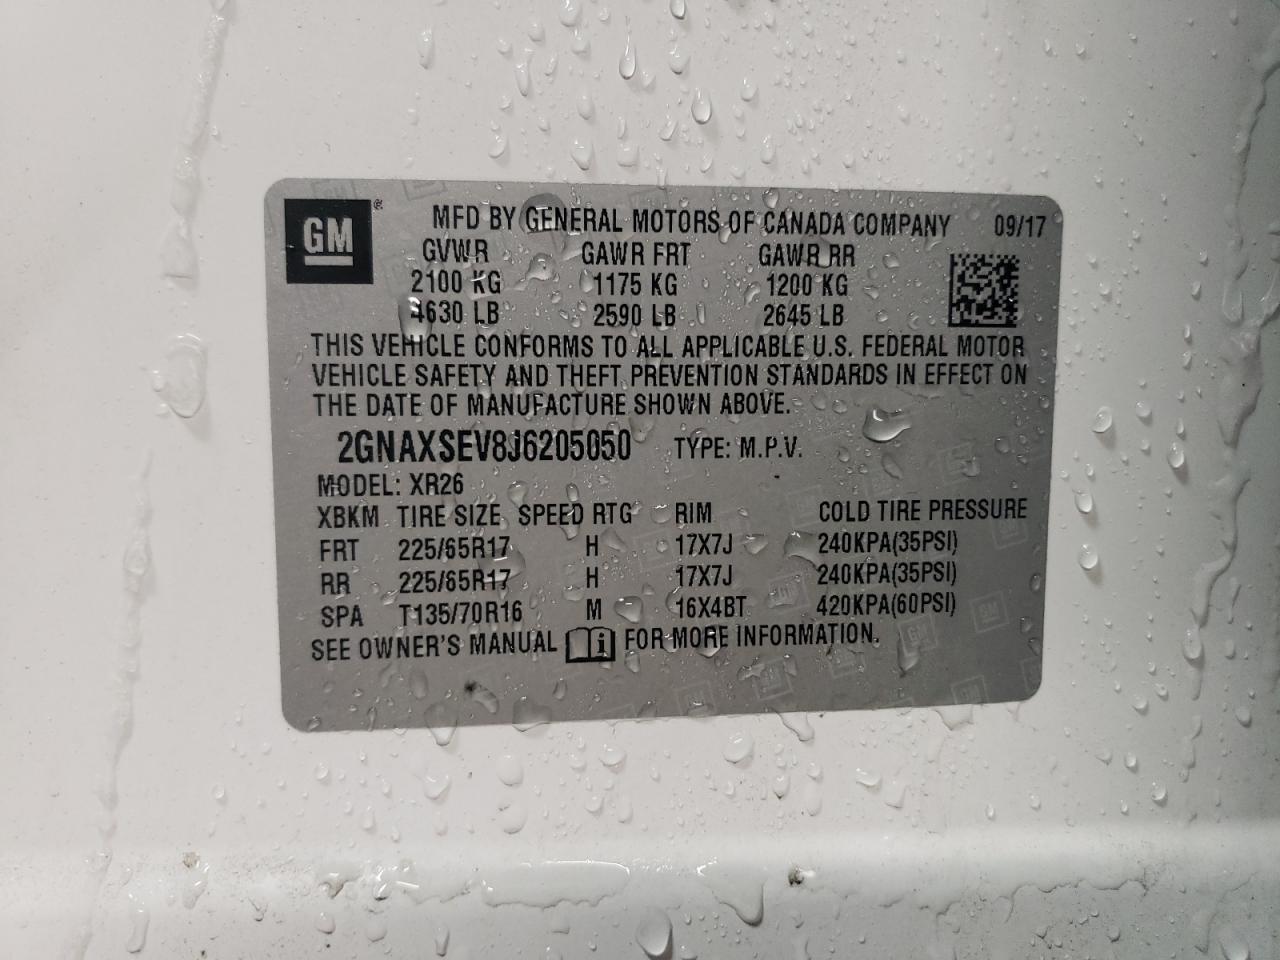 GM ® MFD BY GENERAL MOTORS OF CANADA COMPANY 09/17
GVWR GAWR FRT GAWR RR
2100 KG 1175 KG 1200 KG
4630 LB 2590 LB 2645 LB
THIS VEHICLE CONFORMS TO ALL APPLICABLE U.S. FEDERAL MOTOR
VEHICLE SAFETY AND THEFT PREVENTION STANDARDS IN EFFECT ON
THE DATE OF MANUFACTURE SHOWN ABOVE.
2GNAXSEV8J6205050 TYPE: M.P.V.
MODEL: XR26
XBKM TIRE SIZE SPEED RTG RIM COLD TIRE PRESSURE
FRT 225/65R17 H 17X7J 240KPA(35PSI)
RR 225/65R17 H 17X7J 240KPA(35PSI)
SPA T135/70R16 M 16X4BT 420KPA(60PSI)
SEE OWNER'S MANUAL FOR MORE INFORMATION.